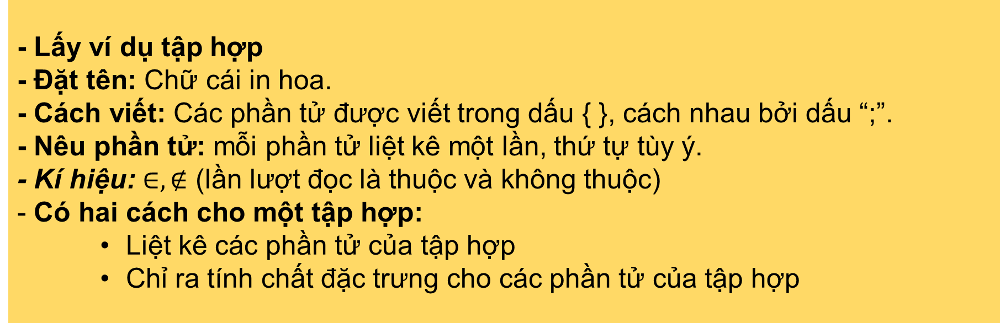 - Lấy ví dụ tập hợp
- Đặt tên: Chữ cái in hoa.
- Cách viết: Các phần tử được viết trong dấu { }, cách nhau bởi dấu “;”.
- Nêu phần tử: mỗi phần tử liệt kê một lần, thứ tự tùy ý.
- Kí hiệu: ∈, ∉ (lần lượt đọc là thuộc và không thuộc)
- Có hai cách cho một tập hợp:
• Liệt kê các phần tử của tập hợp
• Chỉ ra tính chất đặc trưng cho các phần tử của tập hợp